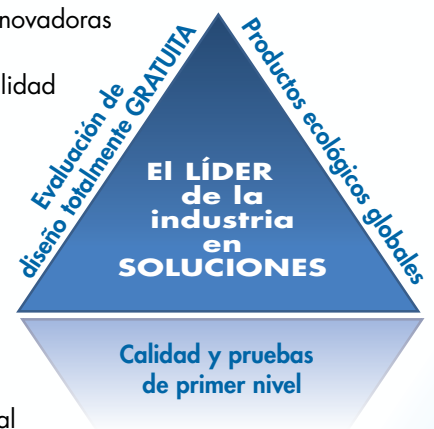 novadoras
lidad
Evaluación de
diseño totalmente GRATUITA
Productos ecológicos globales
El LÍDER
de la
industria
en
SOLUCIONES
Calidad y pruebas
de primer nivel
al